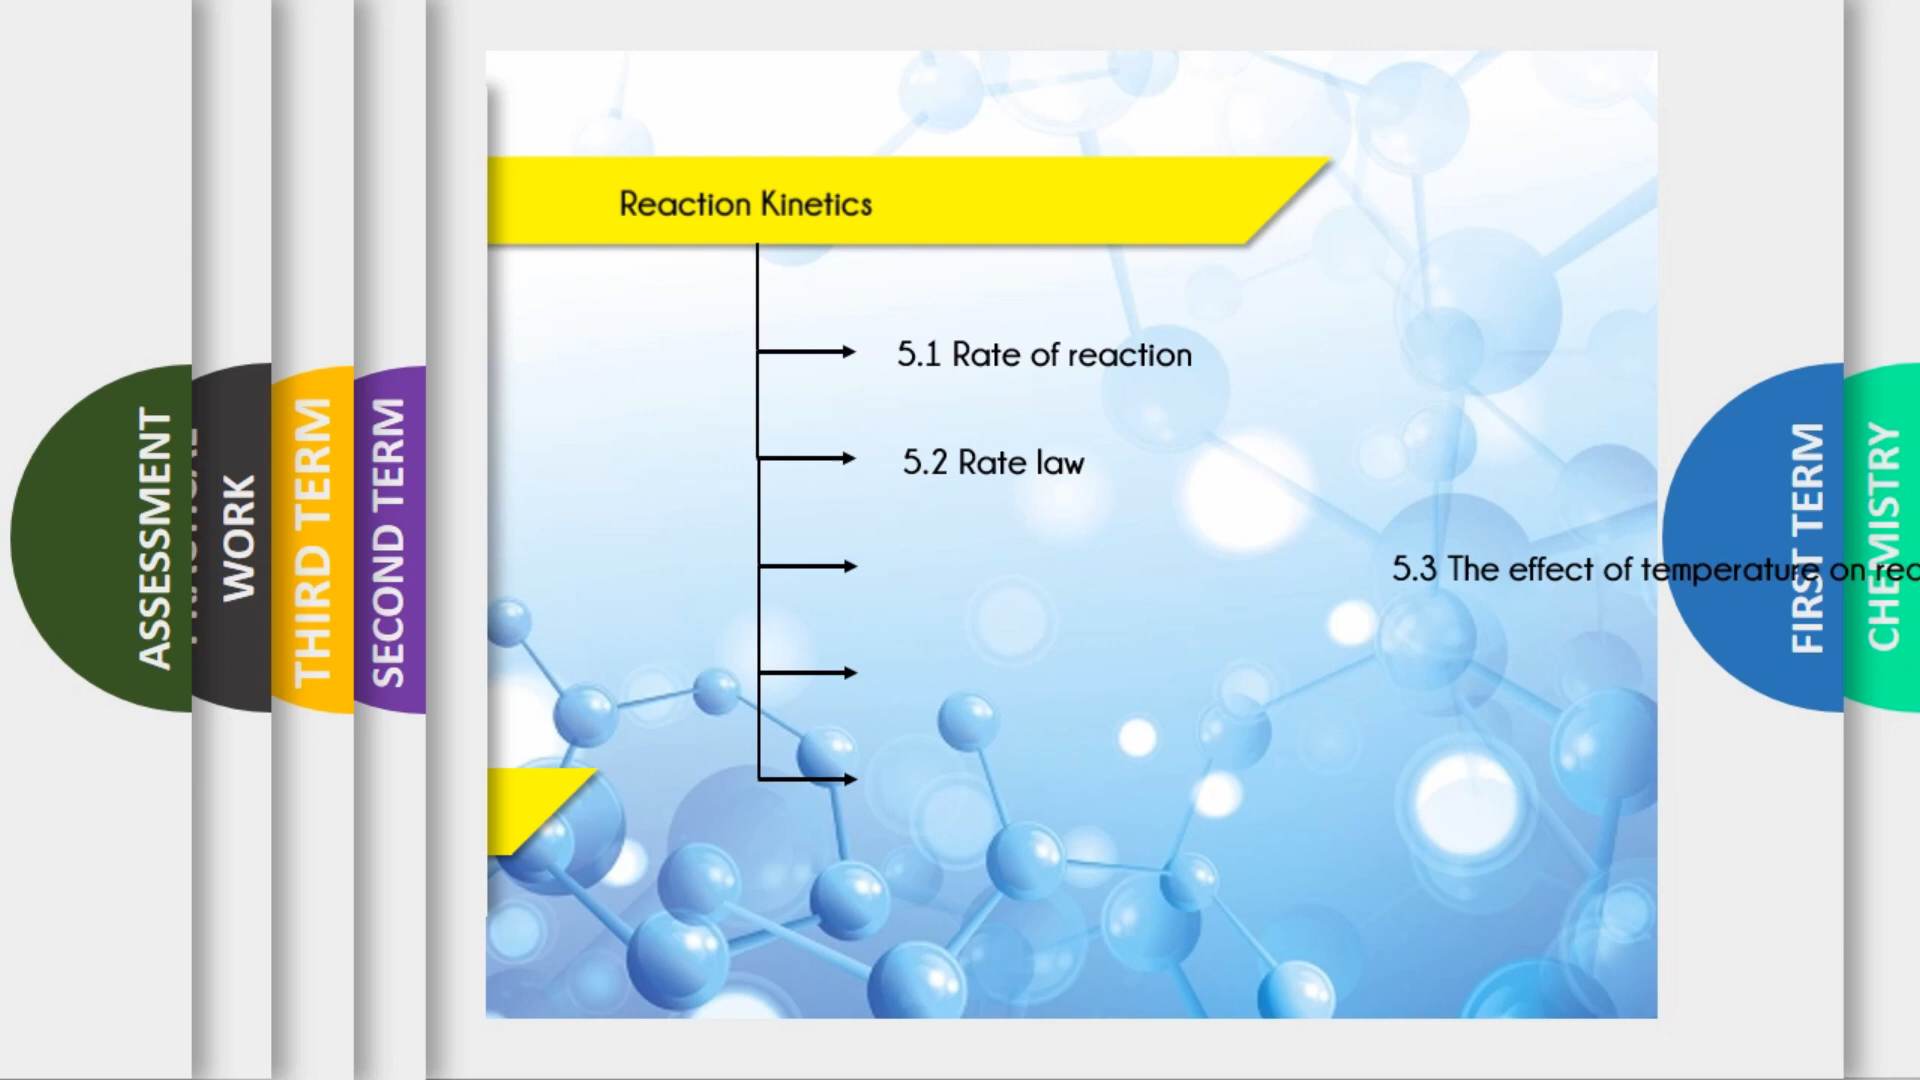 Reaction Kinetics
5.1 Rate of reaction
5.2 Rate law
5.3 The effect of temperature on
ASSESSMENT
WORK
THIRD TERM
SECOND TERM
FIRST TERM
CHEMISTRY